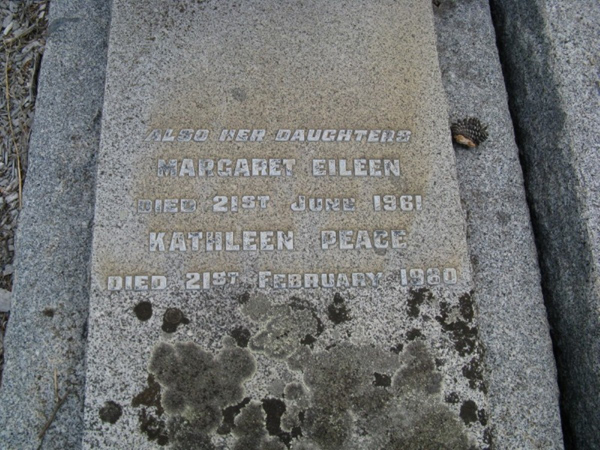 ALSO HER DAUGHTERS
MARGARET EILEEN
DIED 21ST JUNE 1961
KATHLEEN PEACE
DIED 21ST FEBRUARY 1980